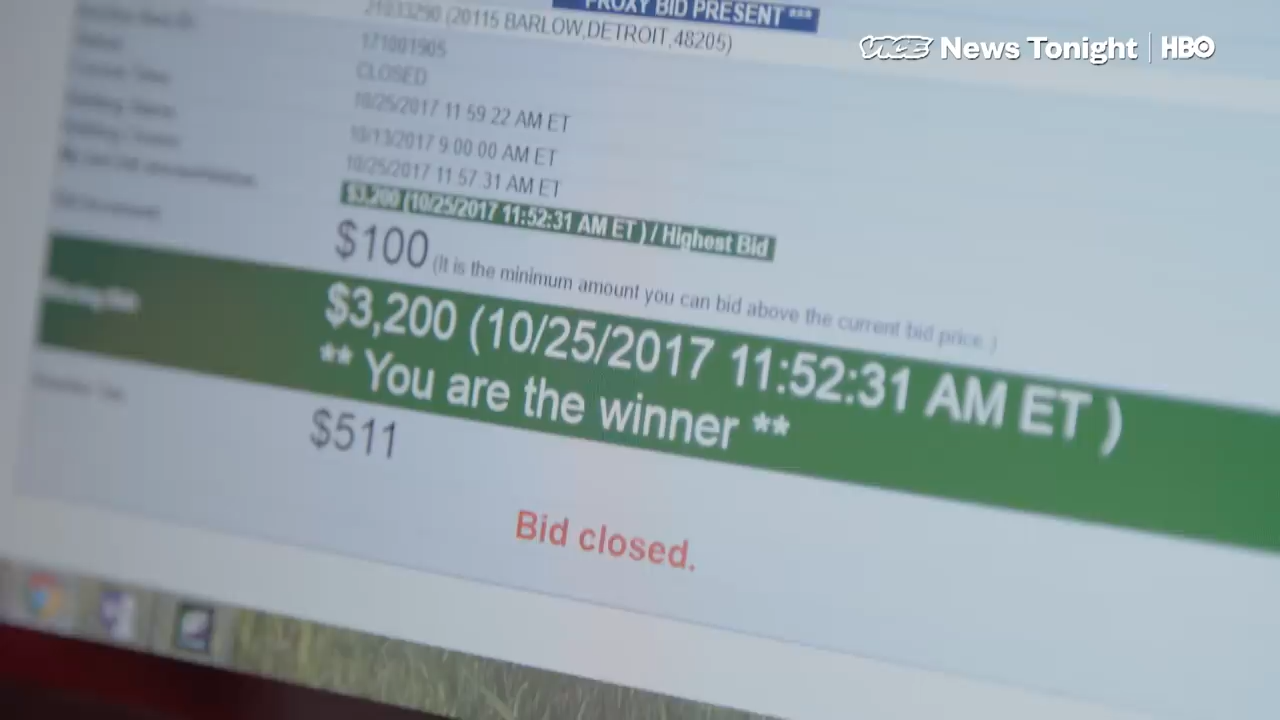 PROXY BID PRESENT ***
(20115 BARLOW,DETROIT,48205)
VICE News Tonight | HBO
171001905
CLOSED
10/25/2017 11 59 22 AM ET
10/13/2017 9 00 00 AM ET
10/25/2017 11 57 31 AM ET
$3,200 (10/25/2017 11:52:31 AM ET ) / Highest Bid
$100 (It is the minimum amount you can bid above the current bid price. )
$3,200 (10/25/2017 11:52:31 AM ET )
** You are the winner **
$511
Bid closed.